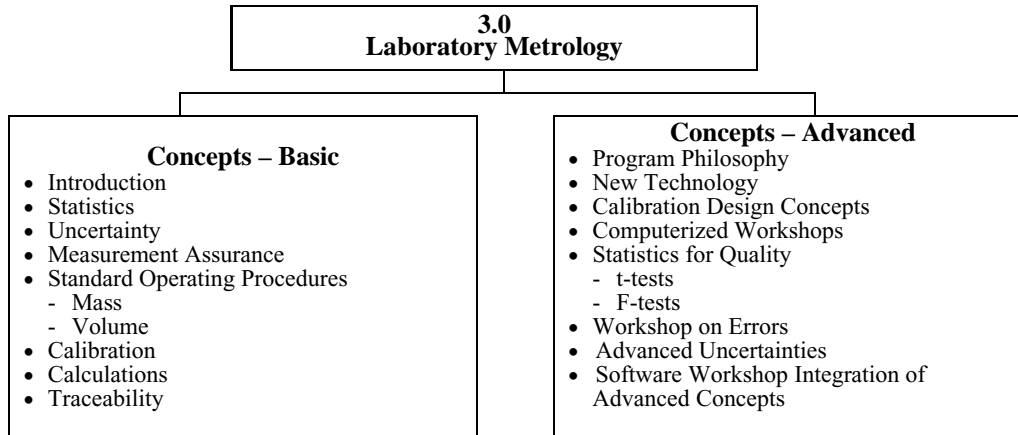 3.0
Laboratory Metrology
Concepts – Basic
• Introduction
• Statistics
• Uncertainty
• Measurement Assurance
• Standard Operating Procedures
- Mass
- Volume
• Calibration
• Calculations
• Traceability
Concepts – Advanced
• Program Philosophy
• New Technology
• Calibration Design Concepts
• Computerized Workshops
• Statistics for Quality
- t-tests
- F-tests
• Workshop on Errors
• Advanced Uncertainties
• Software Workshop Integration of
Advanced Concepts